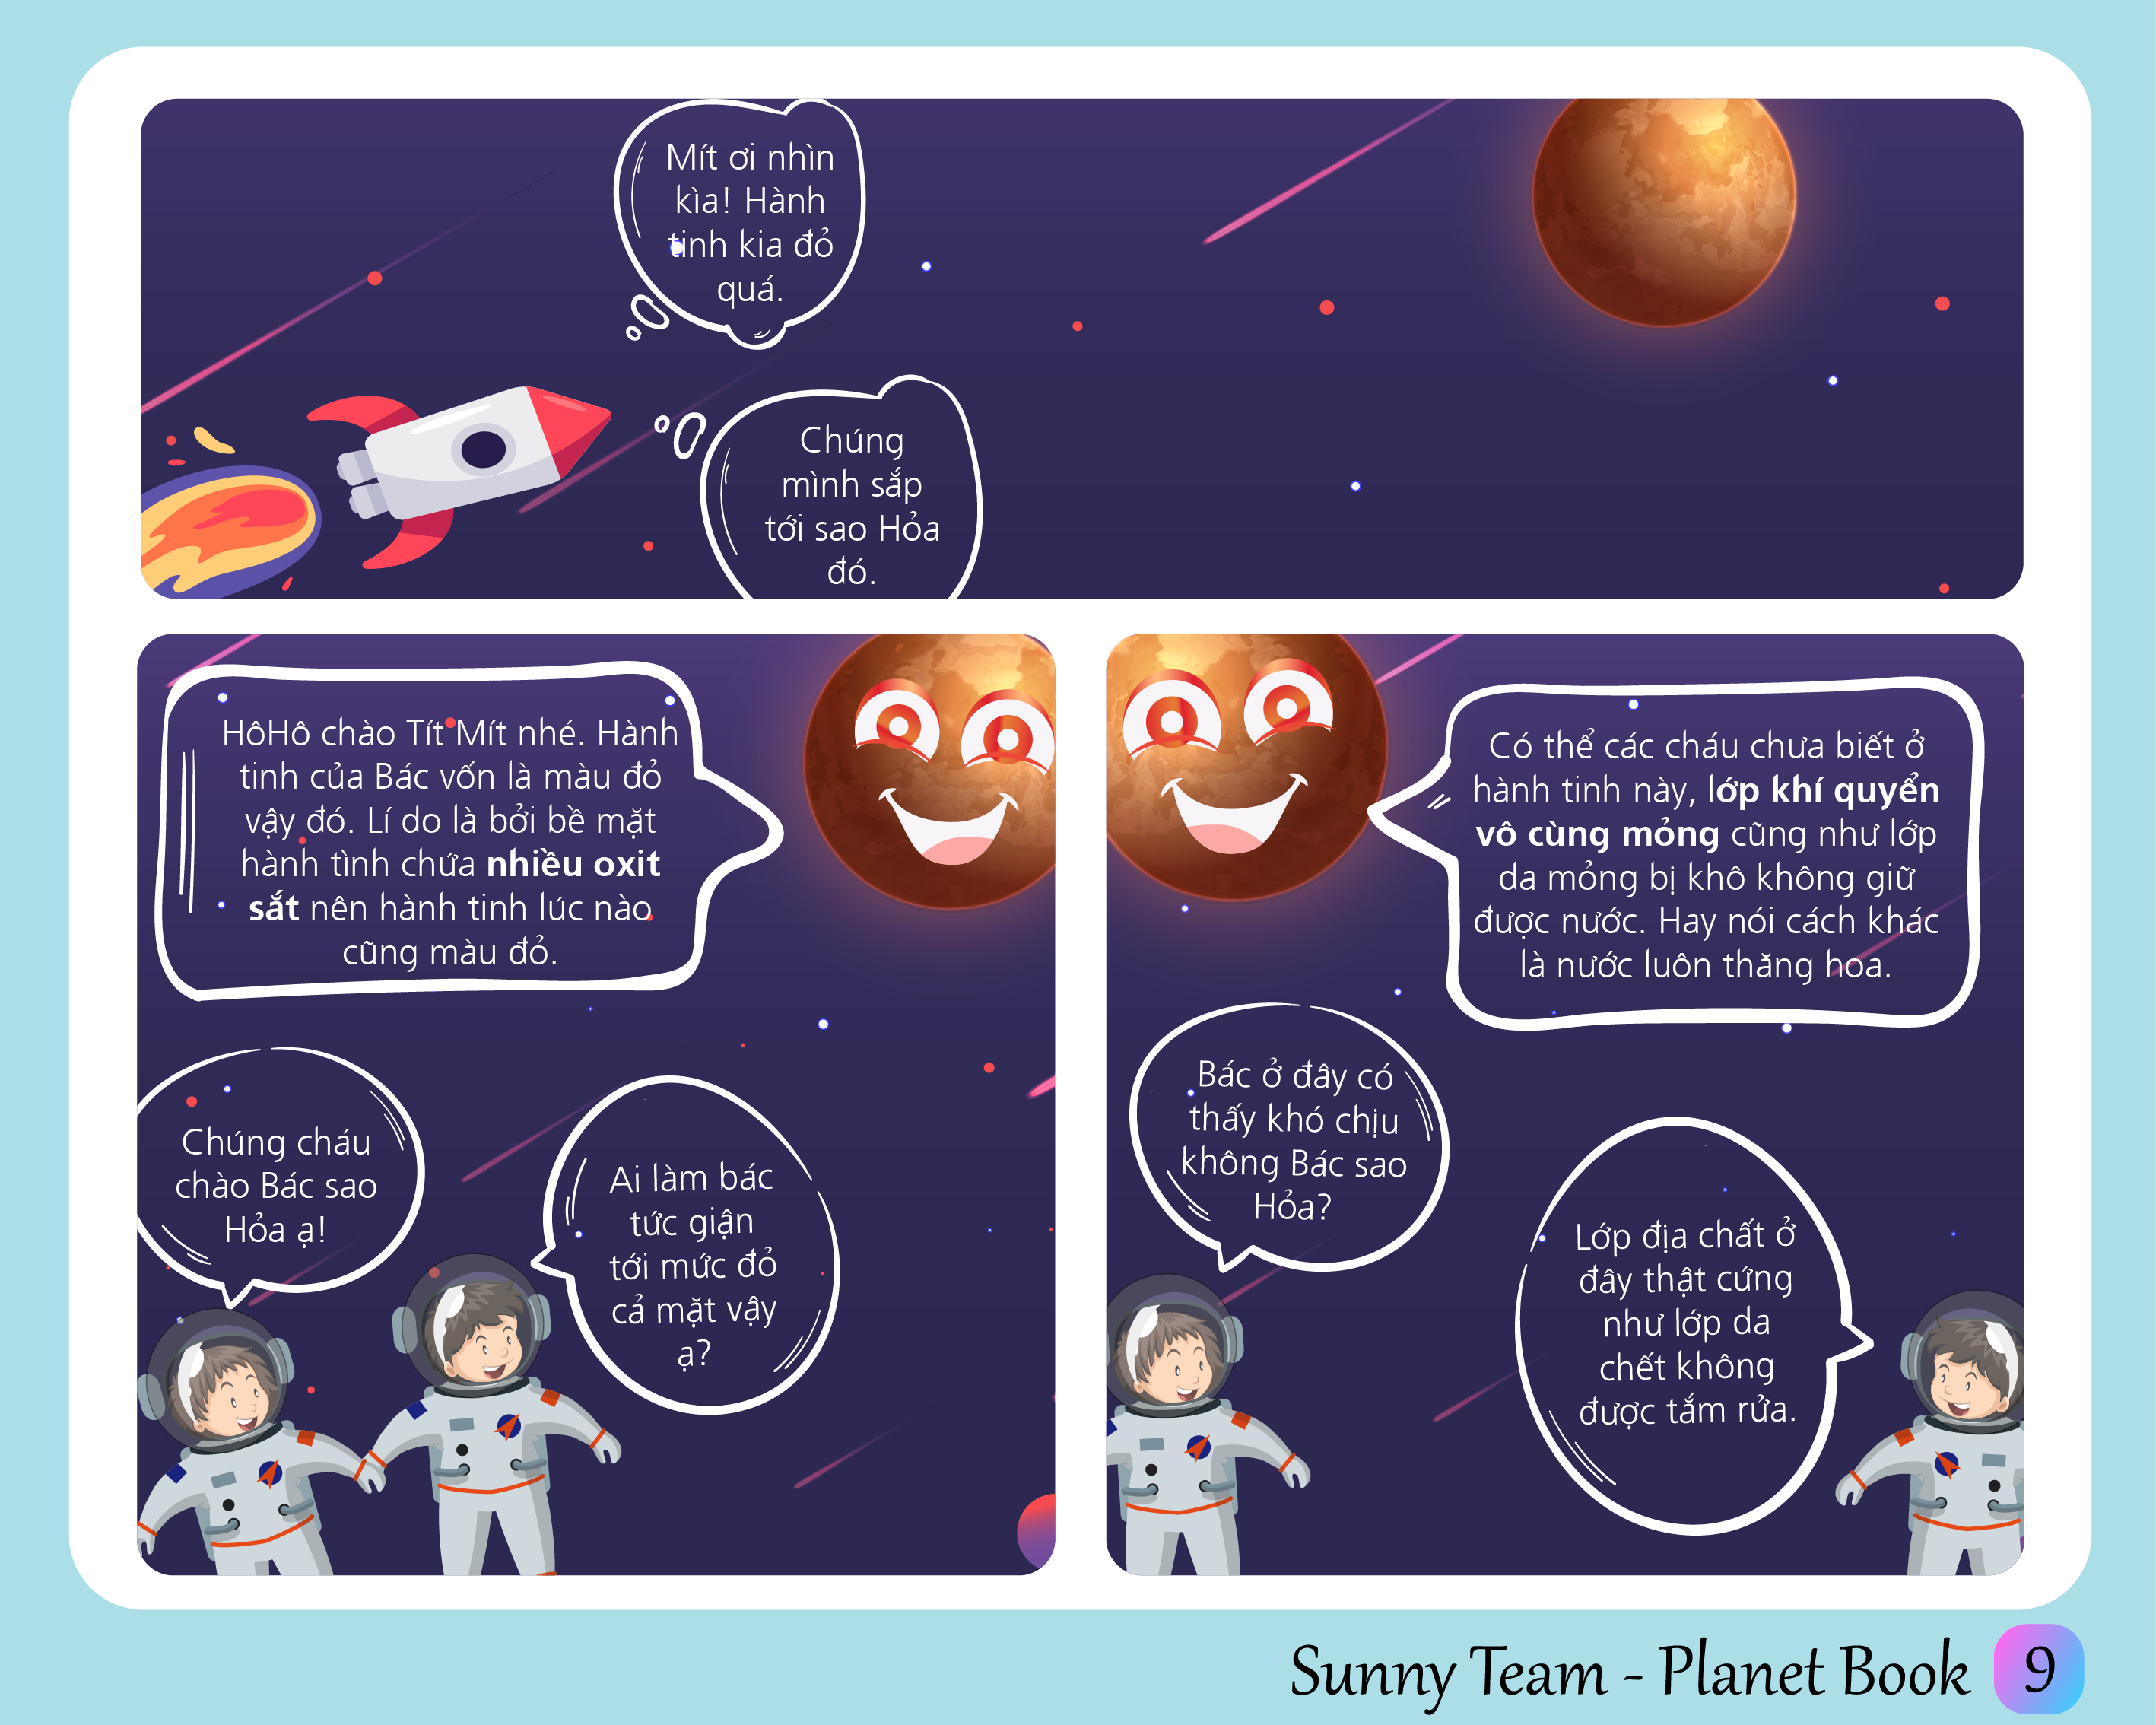 Mít ơi nhìn
kìa! Hành
tinh kia đỏ
quá.
Chúng
mình sắp
tới sao Hỏa
đó.
HôHô chào Tít Mít nhé. Hành
tinh của Bác vốn là màu đỏ
vậy đó. Lí do là bởi bề mặt
hành tình chứa nhiều oxit
sắt nên hành tinh lúc nào
cũng màu đỏ.
Chúng cháu
chào Bác sao
Hỏa ạ!
Ai làm bác
tức giận
tới mức đỏ
cả mặt vậy
ạ?
Có thể các cháu chưa biết ở
hành tinh này, lớp khí quyển
vô cùng mỏng cũng như lớp
da mỏng bị khô không giữ
được nước. Hay nói cách khác
là nước luôn thăng hoa.
Bác ở đây có
thấy khó chịu
không Bác sao
Hỏa?
Lớp địa chất ở
đây thật cứng
như lớp da
chết không
được tắm rửa.
Sunny Team - Planet Book 9